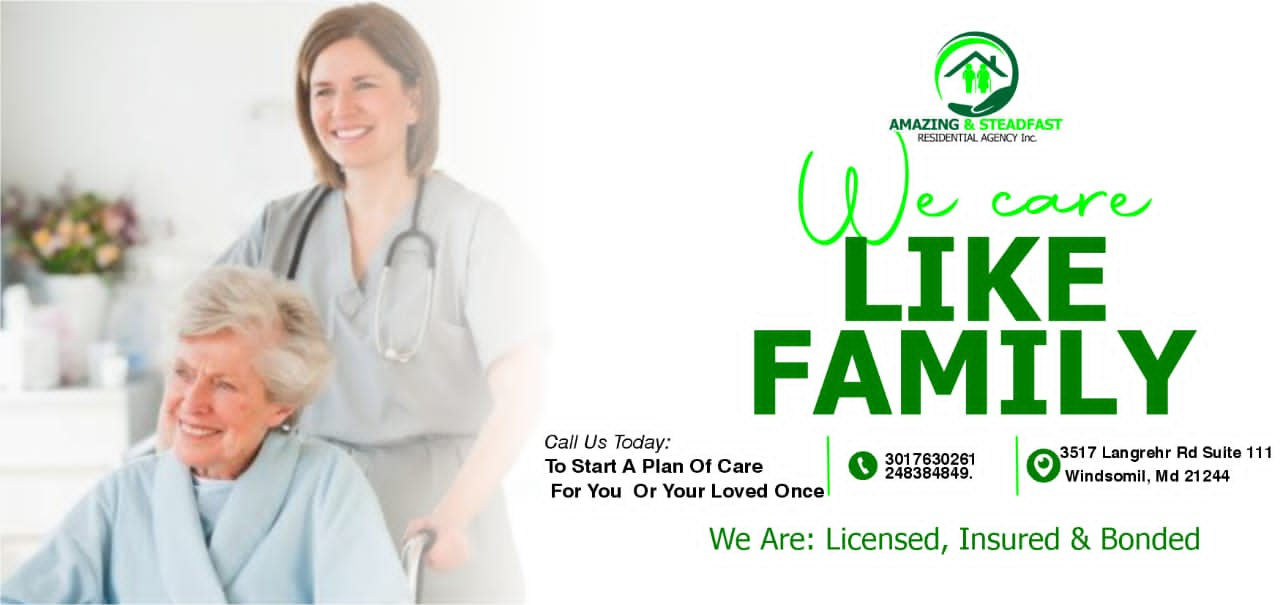 AMAZING & STEADFAST
RESIDENTIAL AGENCY Inc.
We care
LIKE
FAMILY
Call Us Today:
To Start A Plan Of Care
For You Or Your Loved Once
3017630261
248384849.
3517 Langrehr Rd Suite 111
Windsomil, Md 21244
We Are: Licensed, Insured & Bonded